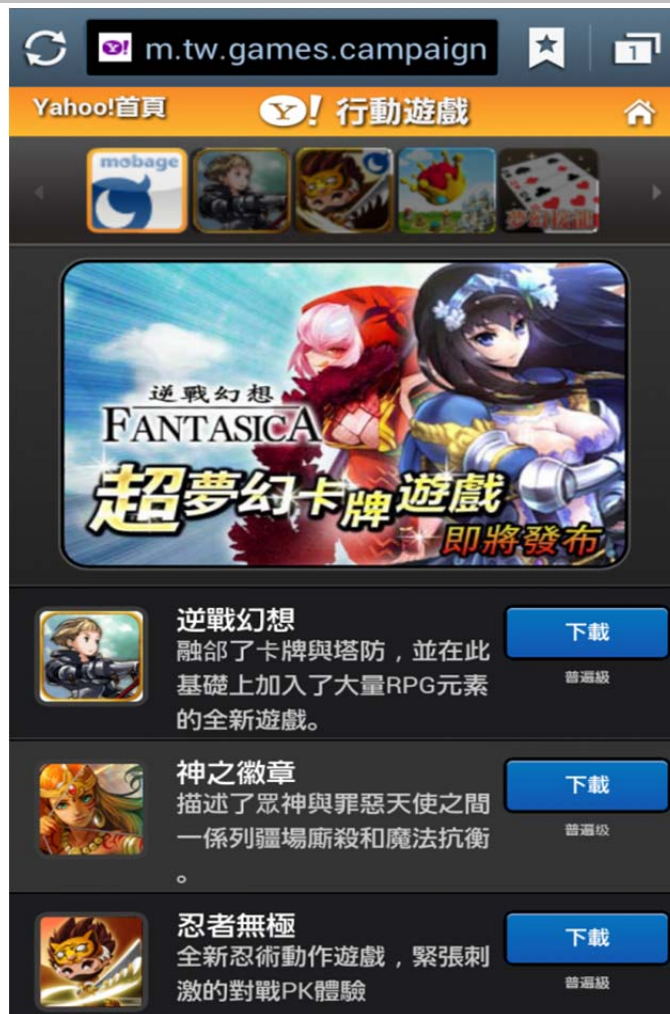 m.tw.games.campaign
1
Yahoo!首頁
Y! 行動遊戲
mobage
逆戰幻想
FANTASICA
超夢幻卡牌遊戲
即將發布
逆戰幻想
融郃了卡牌與塔防,並在此
基礎上加入了大量RPG元素
的全新遊戲。
下載
普遍級
神之徽章
描述了眾神與罪惡天使之間
一係列疆場廝殺和魔法抗衡
。
下載
普遍级
忍者無極
全新忍術動作遊戲,緊張刺
激的對戰PK體驗
下載
普遍級